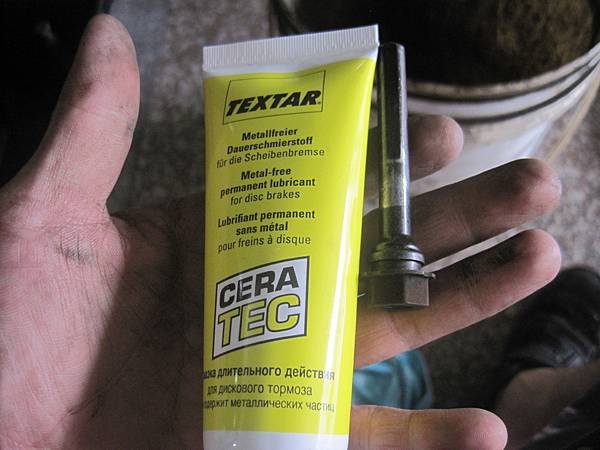 TEXTAR
Metallfreier
Dauerschmierstoff
für die Scheibenbremse
Metal-free
permanent lubricant
for disc brakes
Lubrifiant permanent
sans métal
pour freins à disque
CERA
TEC
длительного действия
для дискового тормоза
металлических частиц